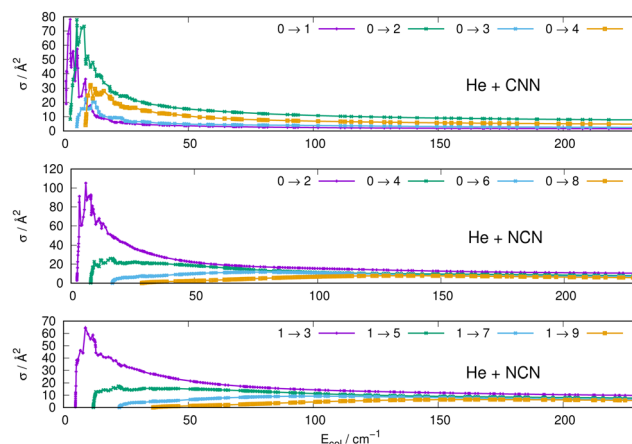 80
70
60
50
40
30
20
10
0
σ / Å²
0 → 1 0 → 2 0 → 3 0 → 4
He + CNN
0 50 100 150 200
120
100
80
60
40
20
0
σ / Å²
0 → 2 0 → 4 0 → 6 0 → 8
He + NCN
0 50 100 150 200
70
60
50
40
30
20
10
0
σ / Å²
1 → 3 1 → 5 1 → 7 1 → 9
He + NCN
0 50 100 150 200
E_col / cm⁻¹